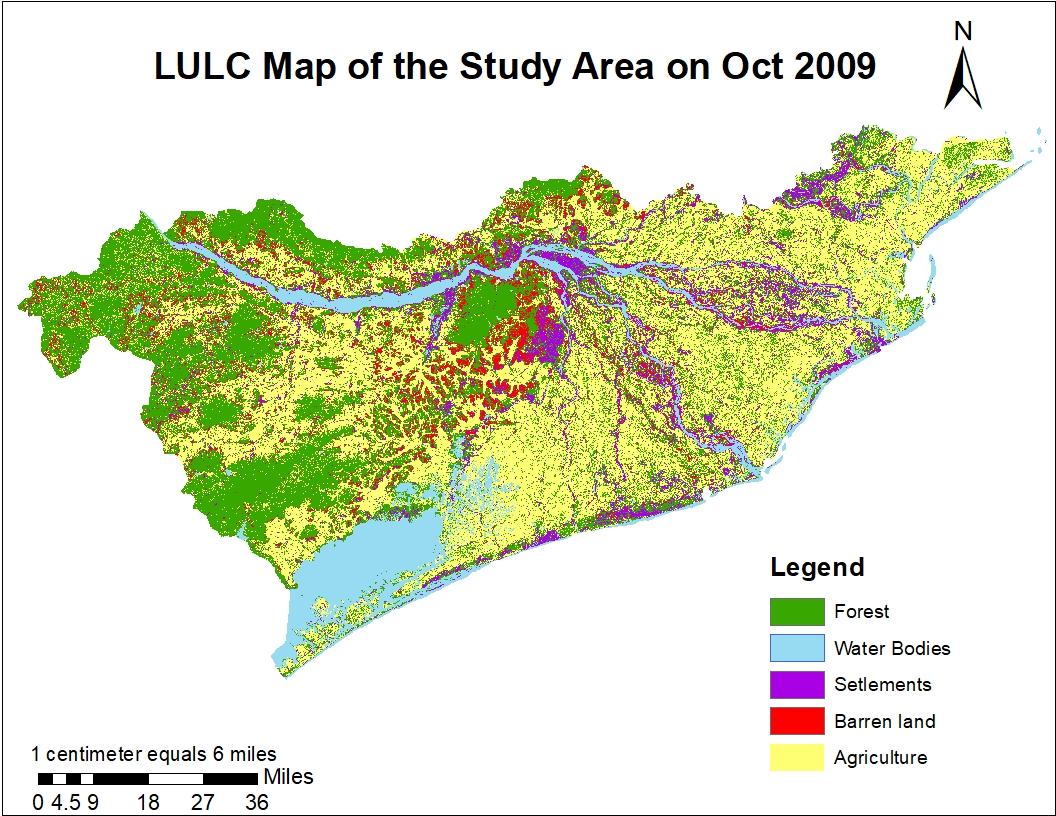 LULC Map of the Study Area on Oct 2009
N
Legend
Forest
Water Bodies
Setlements
Barren land
Agriculture
1 centimeter equals 6 miles
Miles
0 4.5 9 18 27 36